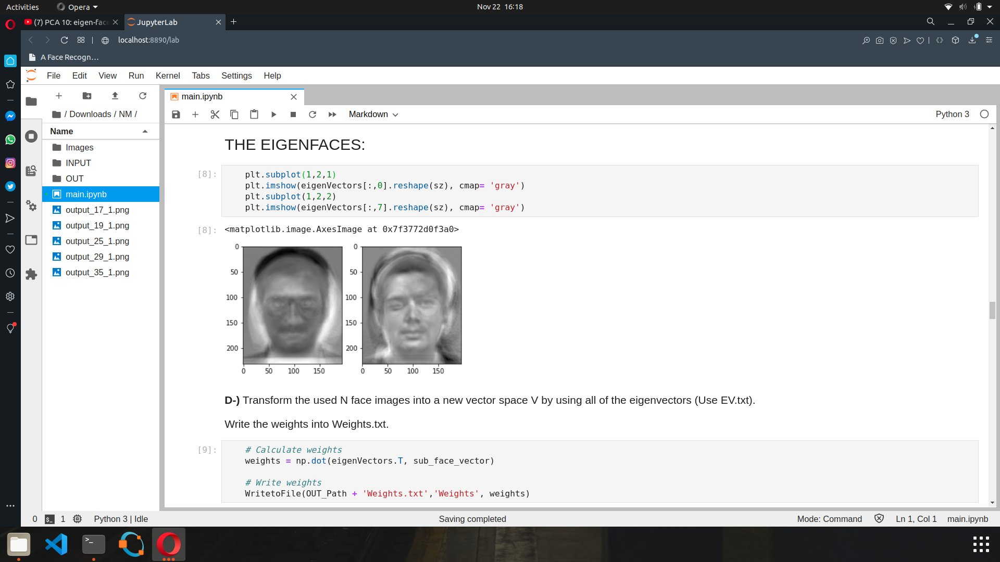 Activities
Opera
Nov 22 16:18
(7) PCA 10: eigen-face
JupyterLab
localhost:8890/lab
A Face Recogn…
File Edit View Run Kernel Tabs Settings Help
main.ipynb
/ Downloads / NM /
Markdown
Python 3
Name
Images
INPUT
OUT
main.ipynb
output_17_1.png
output_19_1.png
output_25_1.png
output_29_1.png
output_35_1.png
THE EIGENFACES:
[8]:
plt.subplot(1,2,1)
plt.imshow(eigenVectors[:,0].reshape(sz), cmap= 'gray')
plt.subplot(1,2,2)
plt.imshow(eigenVectors[:,7].reshape(sz), cmap= 'gray')
[8]:
<matplotlib.image.AxesImage at 0x7f3772d0f3a0>
0
50
100
150
200
0 50 100 150
0
50
100
150
200
0 50 100 150
D-) Transform the used N face images into a new vector space V by using all of the eigenvectors (Use EV.txt).
Write the weights into Weights.txt.
[9]:
# Calculate weights
weights = np.dot(eigenVectors.T, sub_face_vector)
# Write weights
WritetoFile(OUT_Path + 'Weights.txt','Weights', weights)
0 $_ 1 Python 3 | Idle
Saving completed
Mode: Command
Ln 1, Col 1
main.ipynb
>_